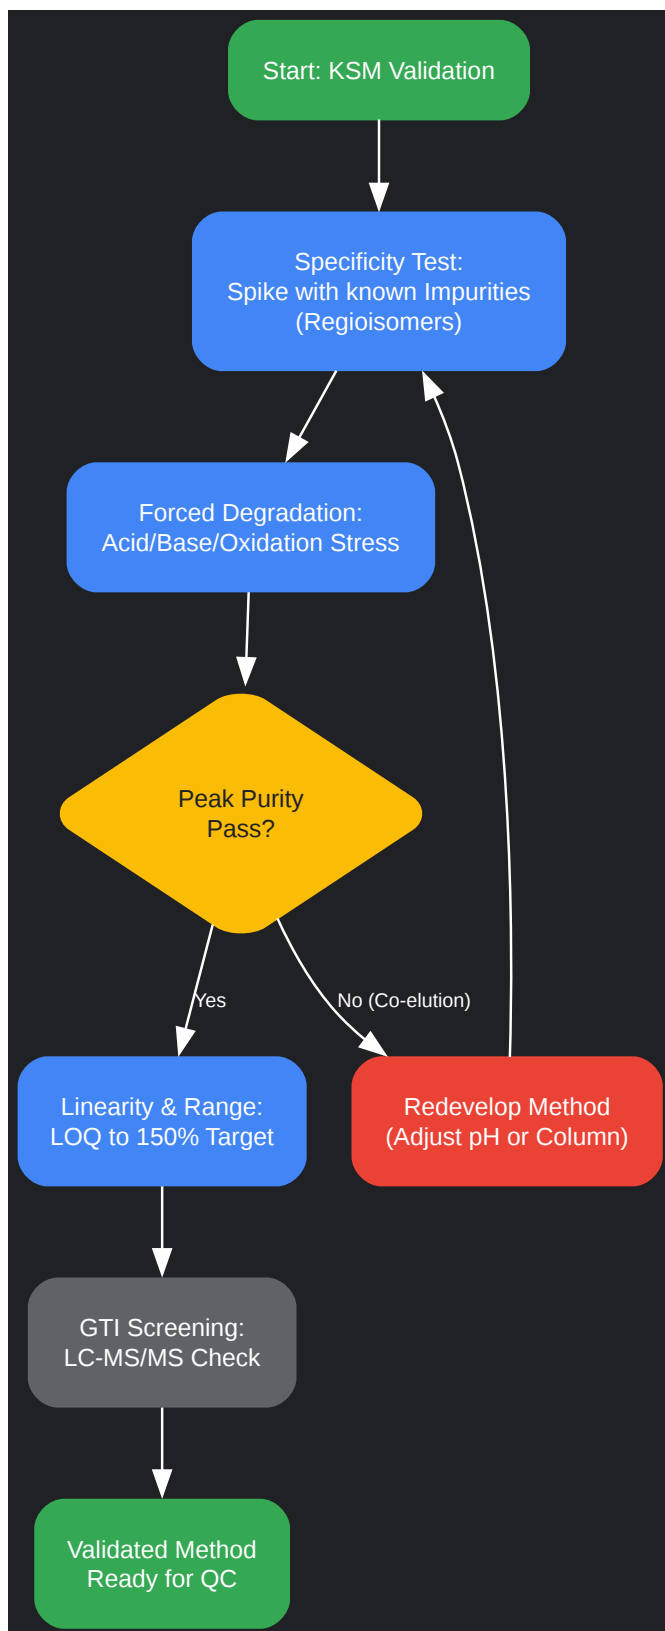 Start: KSM Validation
Specificity Test:
Spike with known Impurities
(Regioisomers)
Forced Degradation:
Acid/Base/Oxidation Stress
Peak Purity
Pass?
Yes
No (Co-elution)
Linearity & Range:
LOQ to 150% Target
Redevelop Method
(Adjust pH or Column)
GTI Screening:
LC-MS/MS Check
Validated Method
Ready for QC